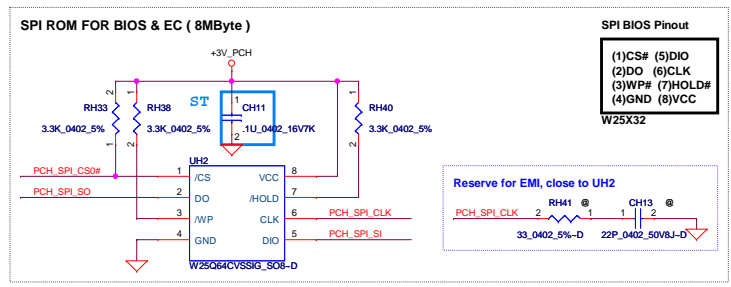 SPI ROM FOR BIOS & EC ( 8MByte )
SPI BIOS Pinout
(1)CS# (5)DIO
(2)DO (6)CLK
(3)WP# (7)HOLD#
(4)GND (8)VCC
W25X32
+3V_PCH
RH33
3.3K_0402_5%
2
1
RH38
3.3K_0402_5%
1
2
ST
1
CH11
.1U_0402_16V7K
2
RH40
3.3K_0402_5%
1
2
UH2
PCH_SPI_CS0# 1 /CS VCC 8
PCH_SPI_SO 2 DO /HOLD 7
3 /WP CLK 6 PCH_SPI_CLK
4 GND DIO 5 PCH_SPI_SI
W25Q64CVSSIG_SO8~D
Reserve for EMI, close to UH2
RH41 @ CH13 @
PCH_SPI_CLK 2 1 1 2
33_0402_5%~D 22P_0402_50V8J~D